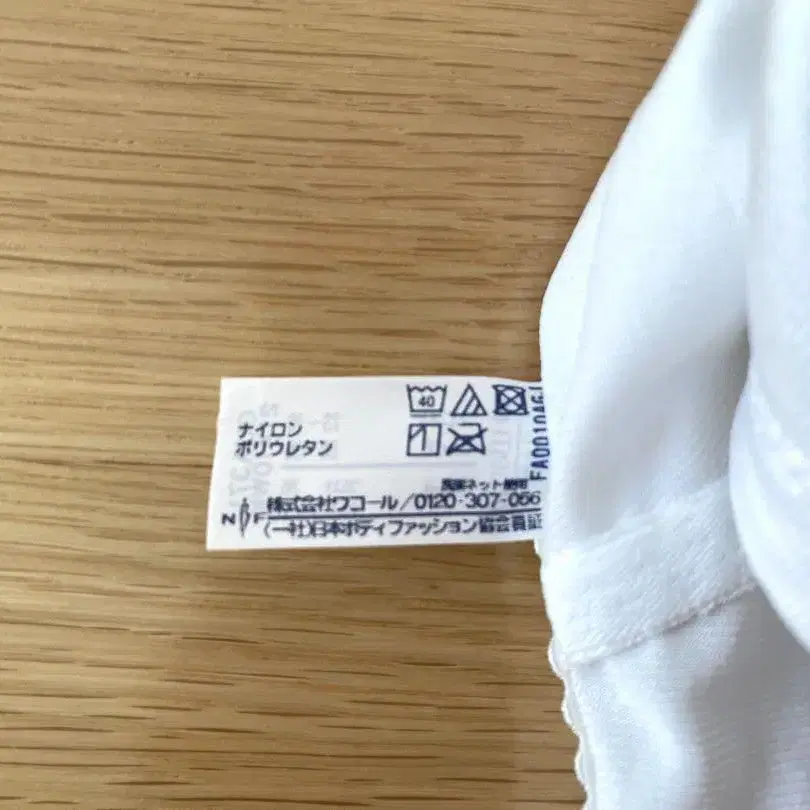 40
ナイロン
ポリウレタン
洗濯ネット使用
株式会社ワコール/0120-307-056
NBF
(一社)日本ボディファッション協会員